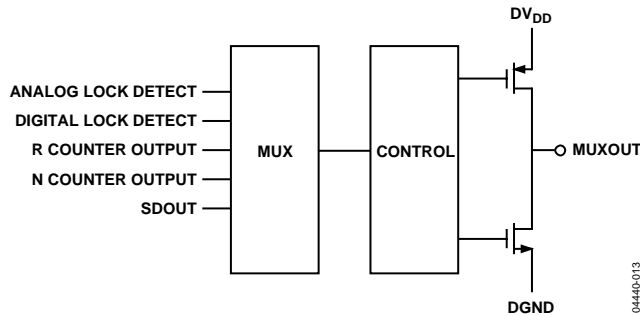 DVDD
ANALOG LOCK DETECT
DIGITAL LOCK DETECT
R COUNTER OUTPUT
N COUNTER OUTPUT
SDOUT
MUX
CONTROL
MUXOUT
DGND
04440-013